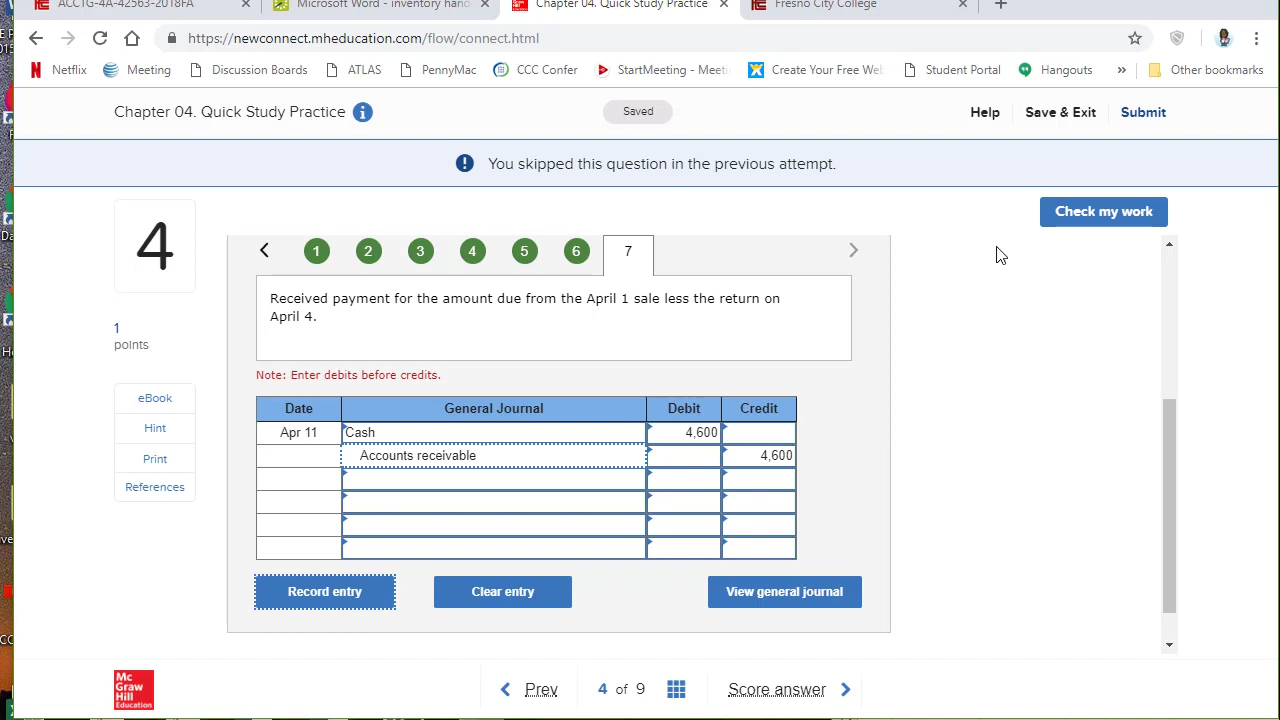 ACCTG-4A-42563-2018FA × Microsoft Word - inventory hand × Chapter 04. Quick Study Practice × Fresno City College × +
https://newconnect.mheducation.com/flow/connect.html
Netflix Meeting Discussion Boards ATLAS PennyMac CCC Confer StartMeeting - Meeti Create Your Free Web Student Portal Hangouts » Other bookmarks
Chapter 04. Quick Study Practice i Saved Help Save & Exit Submit
! You skipped this question in the previous attempt.
Check my work
4
1
points
eBook
Hint
Print
References
1 2 3 4 5 6 7
Received payment for the amount due from the April 1 sale less the return on
April 4.
Note: Enter debits before credits.
Date General Journal Debit Credit
Apr 11 Cash 4,600
Accounts receivable 4,600
Record entry Clear entry View general journal
Mc
Graw
Hill
Education
Prev 4 of 9 Score answer